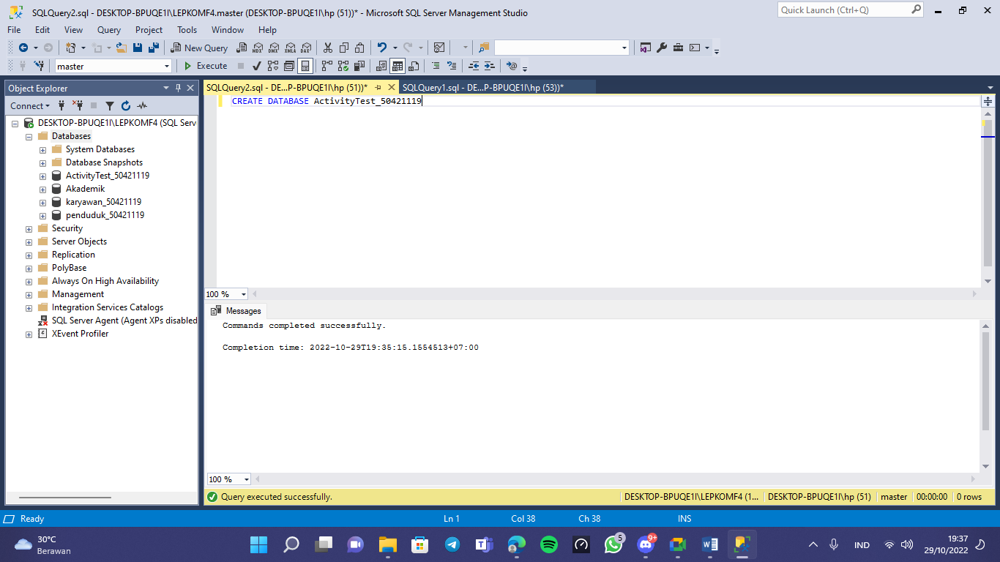 SQLQuery2.sql - DESKTOP-BPUQE1I\LEPKOMF4.master (DESKTOP-BPUQE1I\hp (51))* - Microsoft SQL Server Management Studio
Quick Launch (Ctrl+Q)
File Edit View Query Project Tools Window Help
New Query
MDX DMX XMLA DAX
master
Execute
Object Explorer
SQLQuery2.sql - DE...P-BPUQE1I\hp (51))*
SQLQuery1.sql - DE...P-BPUQE1I\hp (53))*
Connect
CREATE DATABASE ActivityTest_50421119
DESKTOP-BPUQE1I\LEPKOMF4 (SQL Serv
Databases
System Databases
Database Snapshots
ActivityTest_50421119
Akademik
karyawan_50421119
penduduk_50421119
Security
Server Objects
Replication
PolyBase
Always On High Availability
Management
Integration Services Catalogs
SQL Server Agent (Agent XPs disabled
XEvent Profiler
100 %
Messages
Commands completed successfully.
Completion time: 2022-10-29T19:35:15.1554513+07:00
100 %
Query executed successfully.
DESKTOP-BPUQE1I\LEPKOMF4 (1... DESKTOP-BPUQE1I\hp (51) master 00:00:00 0 rows
Ready Ln 1 Col 38 Ch 38 INS
30°C
Berawan
5
9+
IND
19:37
29/10/2022